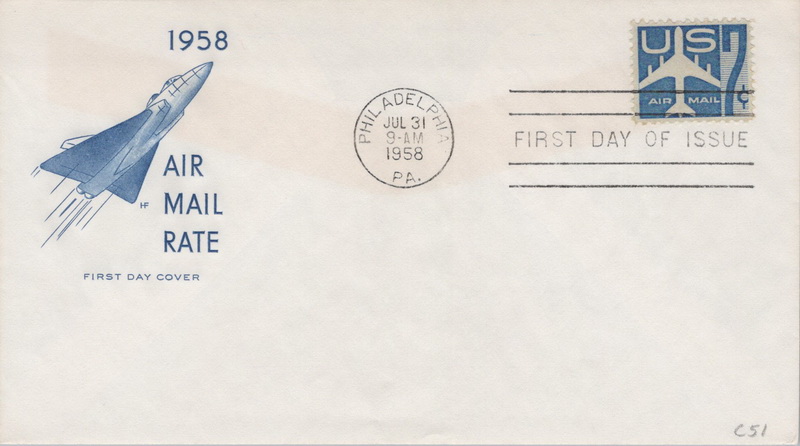 1958
AIR
MAIL
RATE
HF
FIRST DAY COVER
PHILADELPHIA
JUL 31
9-AM
1958
PA.
US 7¢
AIR MAIL
FIRST DAY OF ISSUE
C51